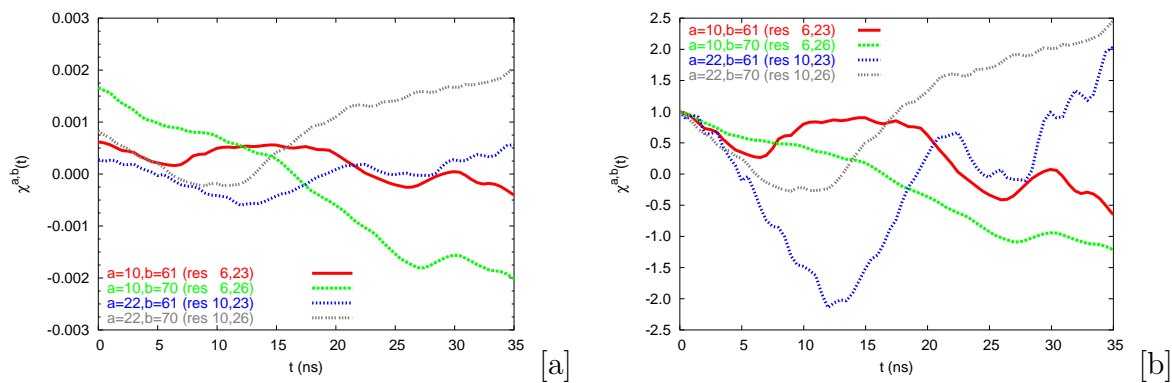 0.003
0.002
0.001
0.000
-0.001
-0.002
-0.003
χa,b(t)
a=10,b=61 (res 6,23)
a=10,b=70 (res 6,26)
a=22,b=61 (res 10,23)
a=22,b=70 (res 10,26)
0 5 10 15 20 25 30 35
t (ns)
[a]
2.5
2.0
1.5
1.0
0.5
0.0
-0.5
-1.0
-1.5
-2.0
-2.5
χa,b(t)
a=10,b=61 (res 6,23)
a=10,b=70 (res 6,26)
a=22,b=61 (res 10,23)
a=22,b=70 (res 10,26)
0 5 10 15 20 25 30 35
t (ns)
[b]